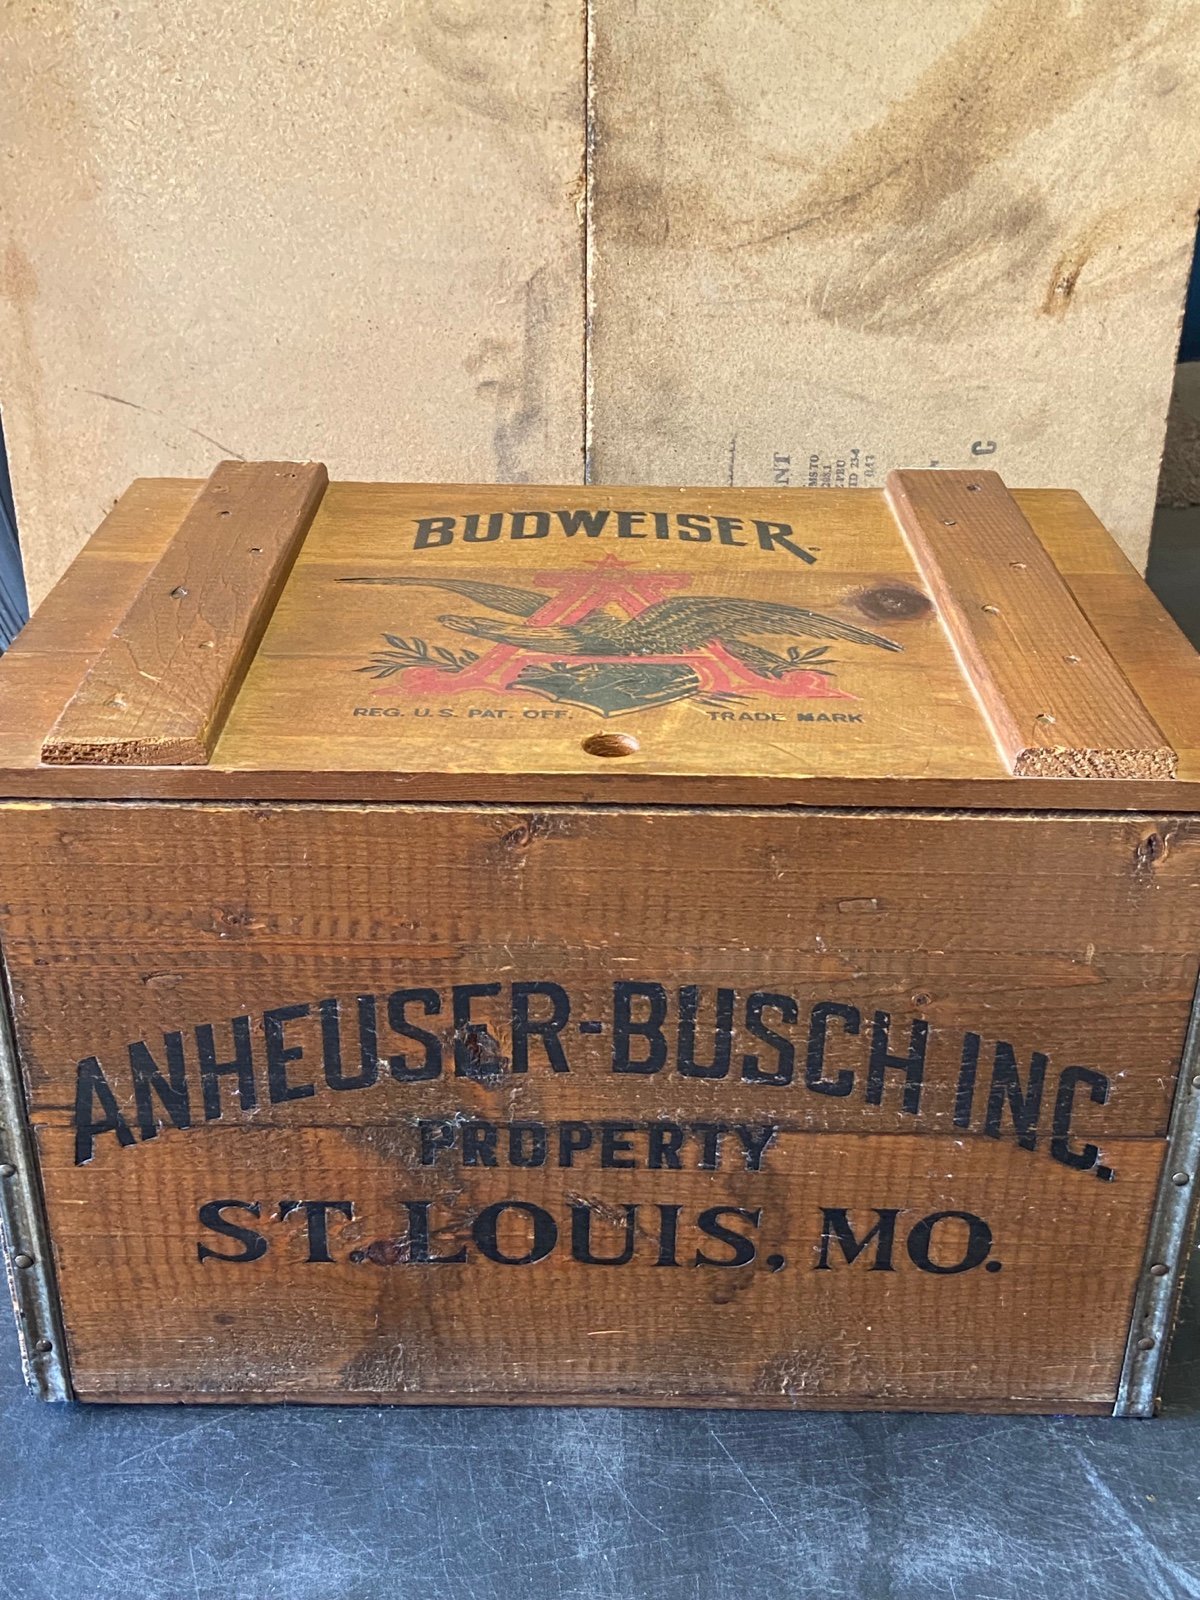 BUDWEISER
REG. U.S. PAT. OFF. TRADE MARK
ANHEUSER-BUSCH INC.
PROPERTY
ST. LOUIS, MO.